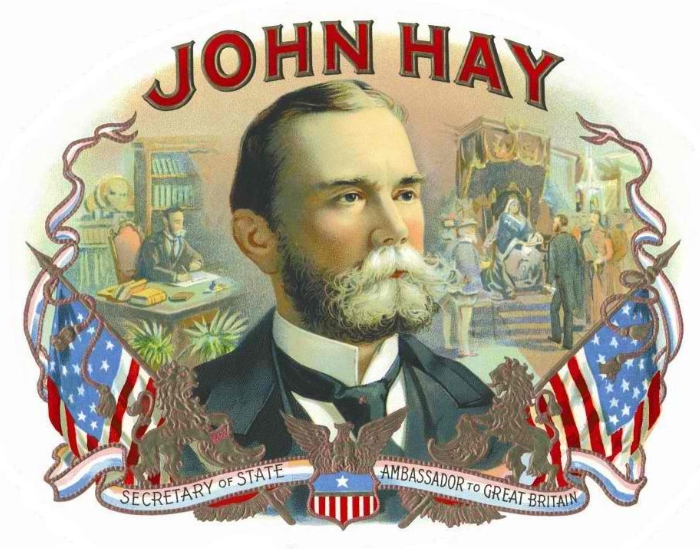 JOHN HAY
SECRETARY OF STATE
AMBASSADOR TO GREAT BRITAIN